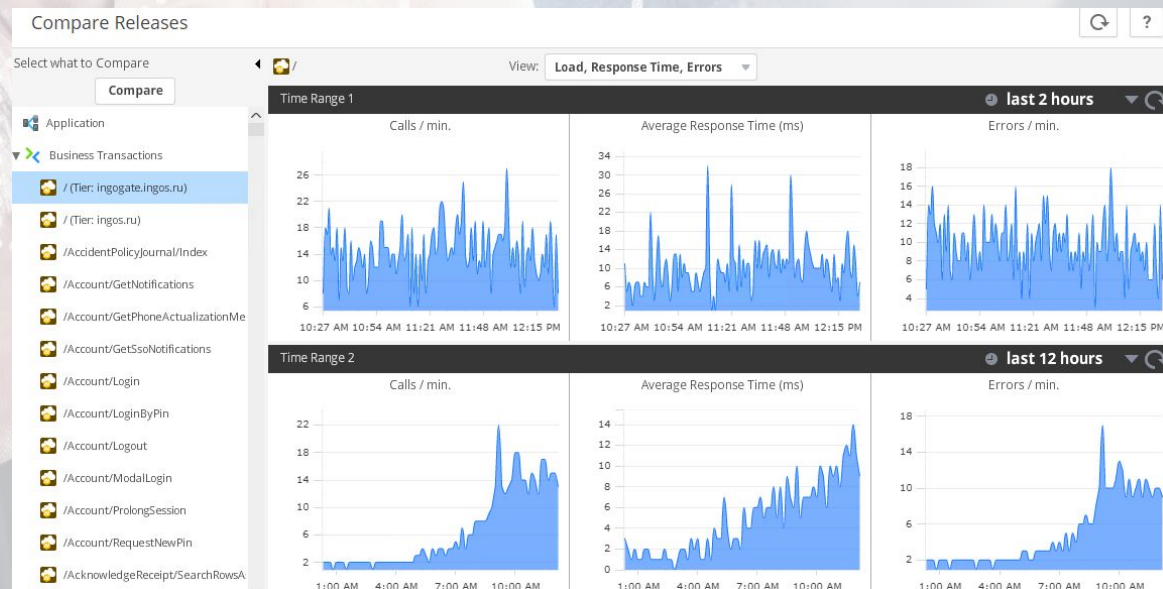 Compare Releases
?
Select what to Compare
Compare
/
View: Load, Response Time, Errors
Application
Business Transactions
/ (Tier: ingogate.ingos.ru)
/ (Tier: ingos.ru)
/AccidentPolicyJournal/Index
/Account/GetNotifications
/Account/GetPhoneActualizationMe
/Account/GetSsoNotifications
/Account/Login
/Account/LoginByPin
/Account/Logout
/Account/ModalLogin
/Account/ProlongSession
/Account/RequestNewPin
/AcknowledgeReceipt/SearchRowsA
Time Range 1
last 2 hours
Calls / min.
26
22
18
14
10
6
10:27 AM 10:54 AM 11:21 AM 11:48 AM 12:15 PM
Average Response Time (ms)
34
30
26
22
18
14
10
6
2
10:27 AM 10:54 AM 11:21 AM 11:48 AM 12:15 PM
Errors / min.
18
16
14
12
10
8
6
4
10:27 AM 10:54 AM 11:21 AM 11:48 AM 12:15 PM
Time Range 2
last 12 hours
Calls / min.
22
18
14
10
6
2
1:00 AM 4:00 AM 7:00 AM 10:00 AM
Average Response Time (ms)
14
12
10
8
6
4
2
0
1:00 AM 4:00 AM 7:00 AM 10:00 AM
Errors / min.
18
14
10
6
2
1:00 AM 4:00 AM 7:00 AM 10:00 AM